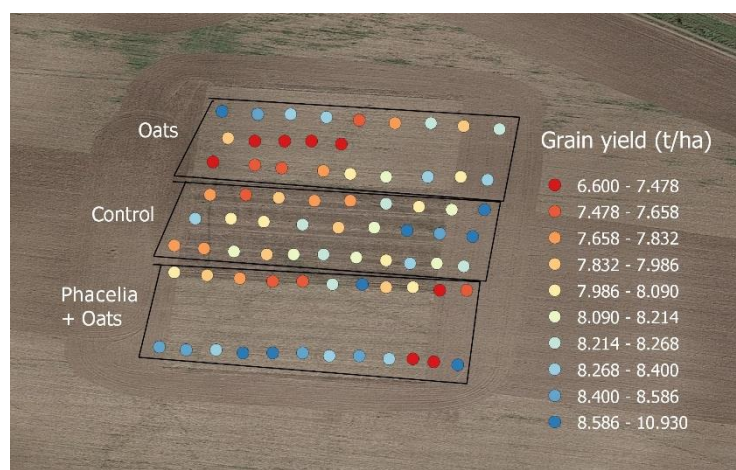 Oats
Control
Phacelia
+ Oats
Grain yield (t/ha)
6.600 - 7.478
7.478 - 7.658
7.658 - 7.832
7.832 - 7.986
7.986 - 8.090
8.090 - 8.214
8.214 - 8.268
8.268 - 8.400
8.400 - 8.586
8.586 - 10.930